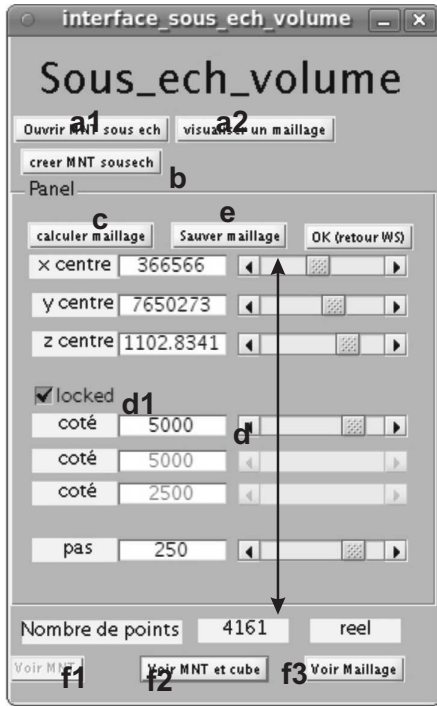 interface_sous_ech_volume
Sous_ech_volume
a1 a2
Ouvrir MNT sous ech visualiser un maillage
creer MNT sousech
b
Panel
c e
calculer maillage Sauver maillage OK (retour WS)
x centre 366566
y centre 7650273
z centre 1102.8341
locked
d1
coté 5000 d
coté 5000
coté 2500
pas 250
Nombre de points 4161 reel
Voir MNT Voir MNT et cube Voir Maillage
f1 f2 f3